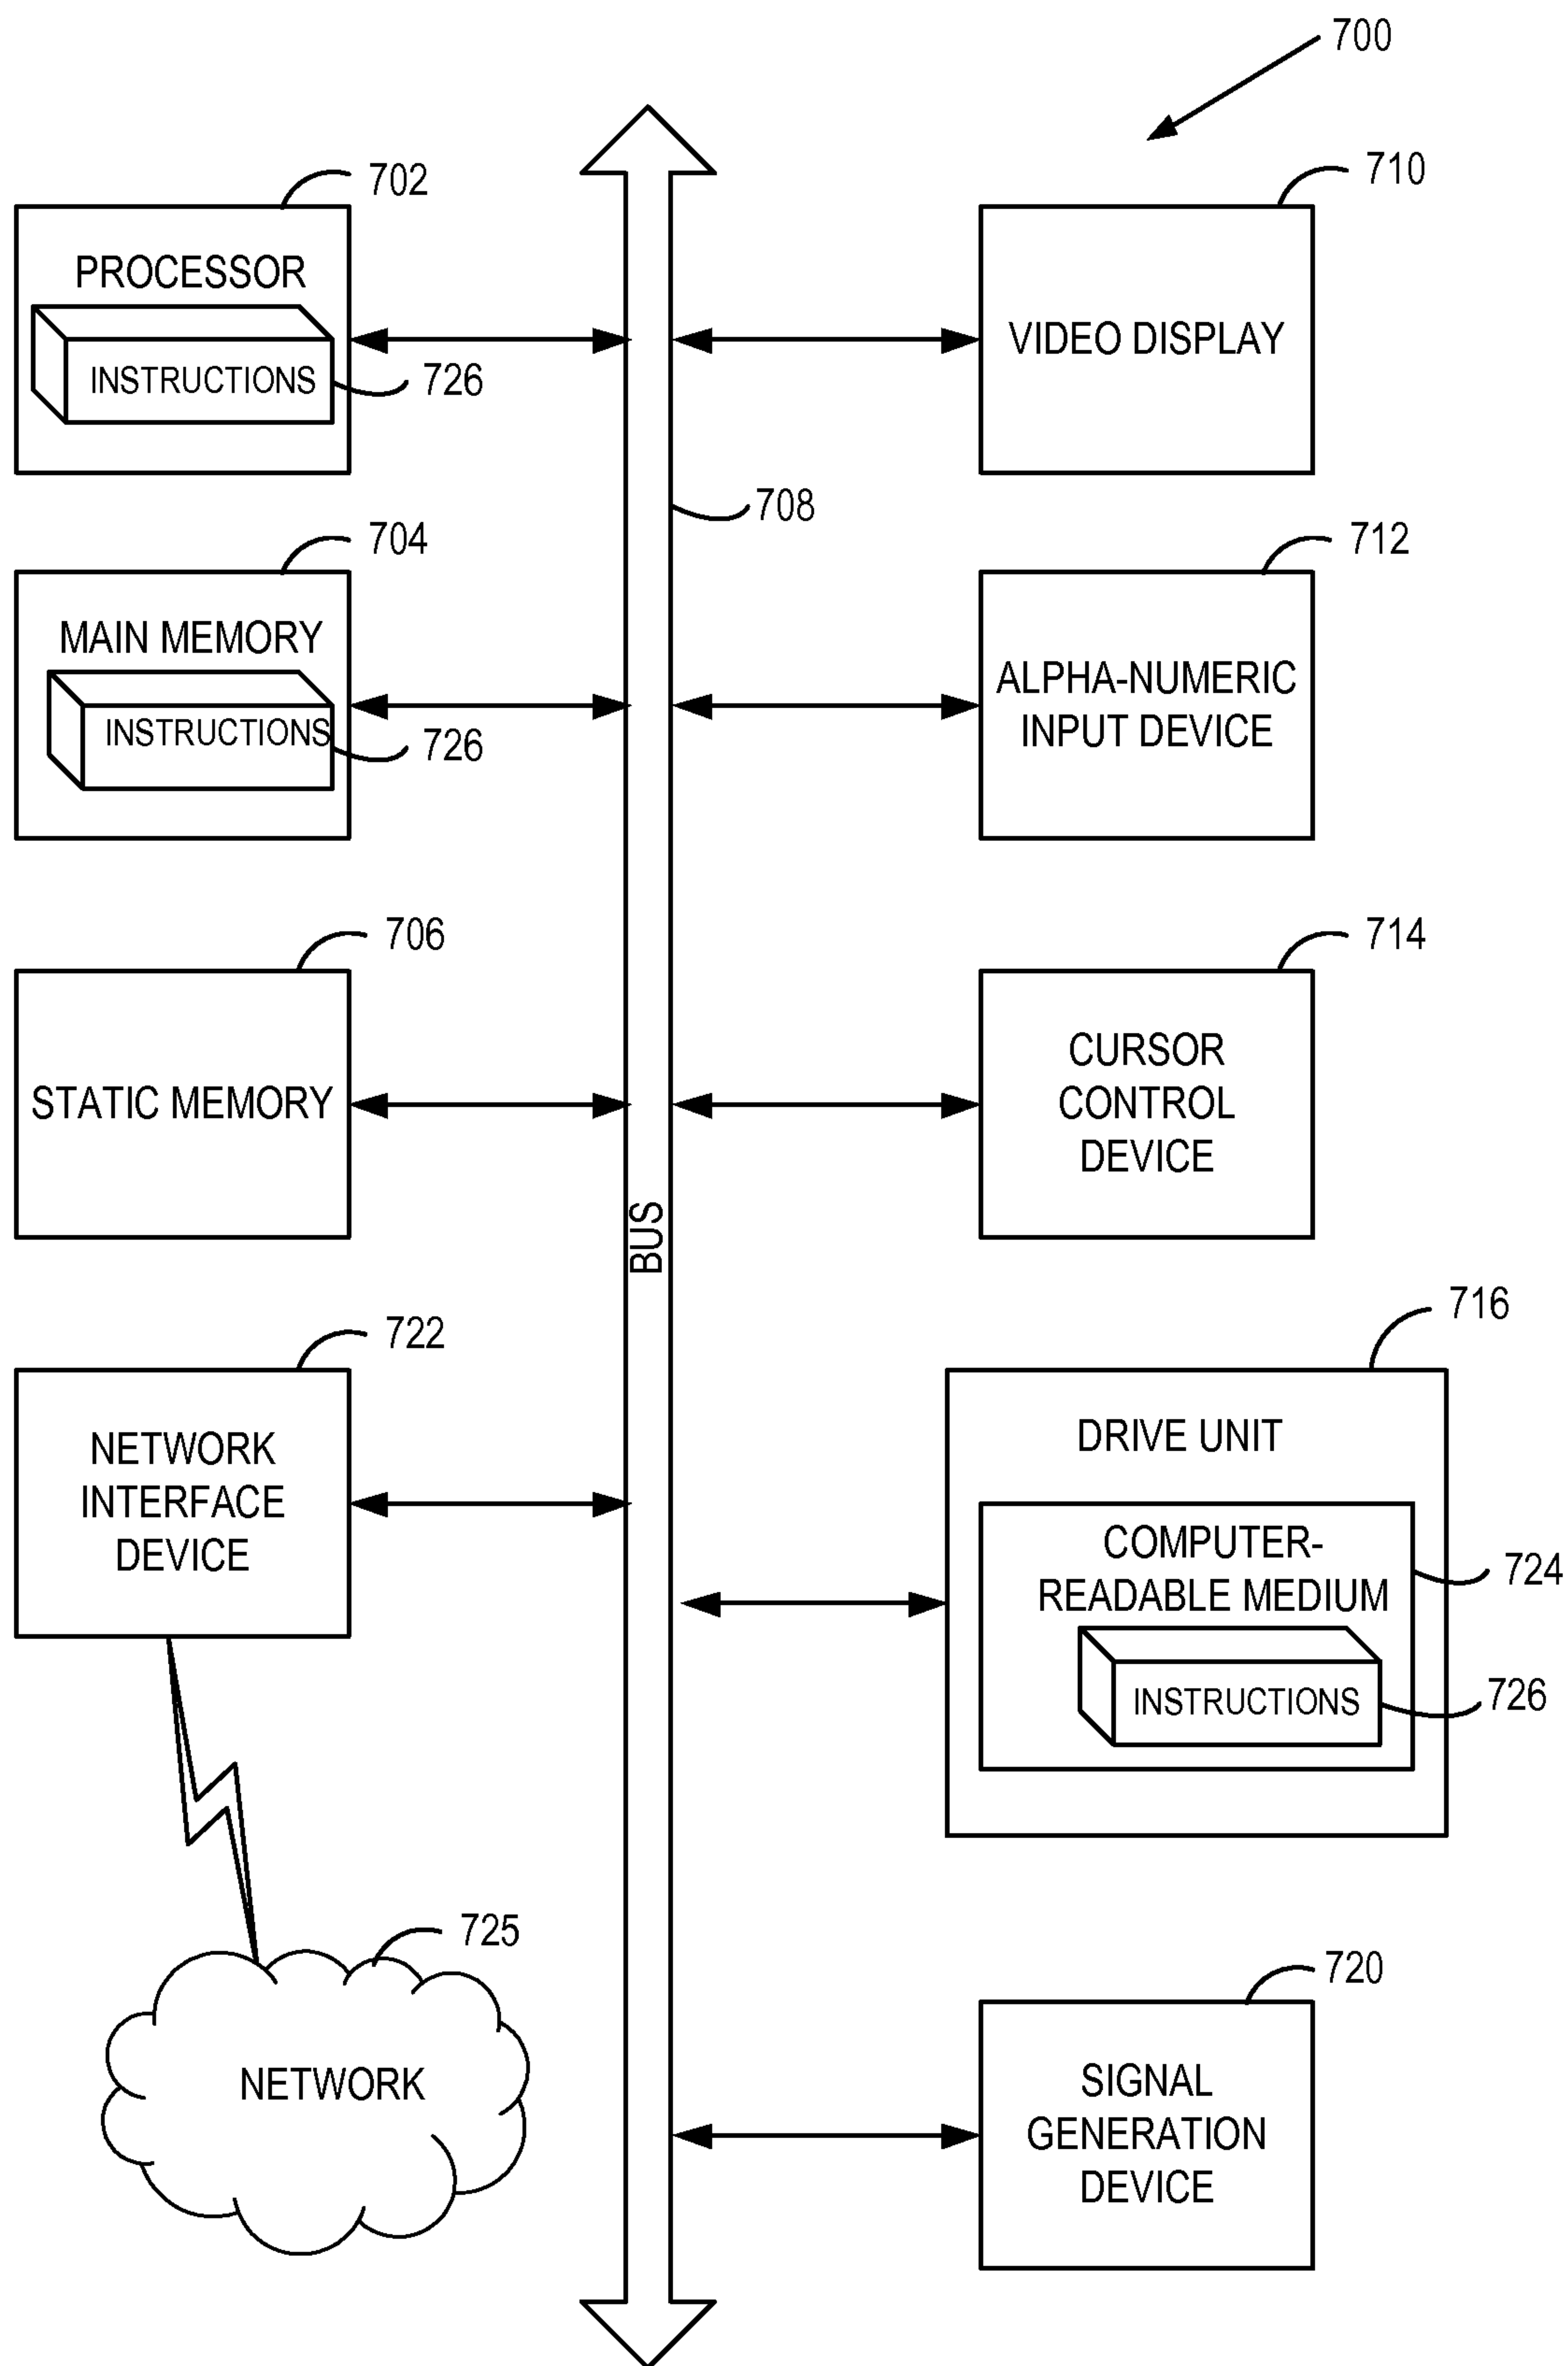 700
702
PROCESSOR
INSTRUCTIONS
726
710
VIDEO DISPLAY
708
704
MAIN MEMORY
INSTRUCTIONS
726
712
ALPHA-NUMERIC
INPUT DEVICE
706
STATIC MEMORY
714
CURSOR
CONTROL
DEVICE
BUS
722
NETWORK
INTERFACE
DEVICE
716
DRIVE UNIT
COMPUTER-
READABLE MEDIUM
724
INSTRUCTIONS
726
725
NETWORK
720
SIGNAL
GENERATION
DEVICE